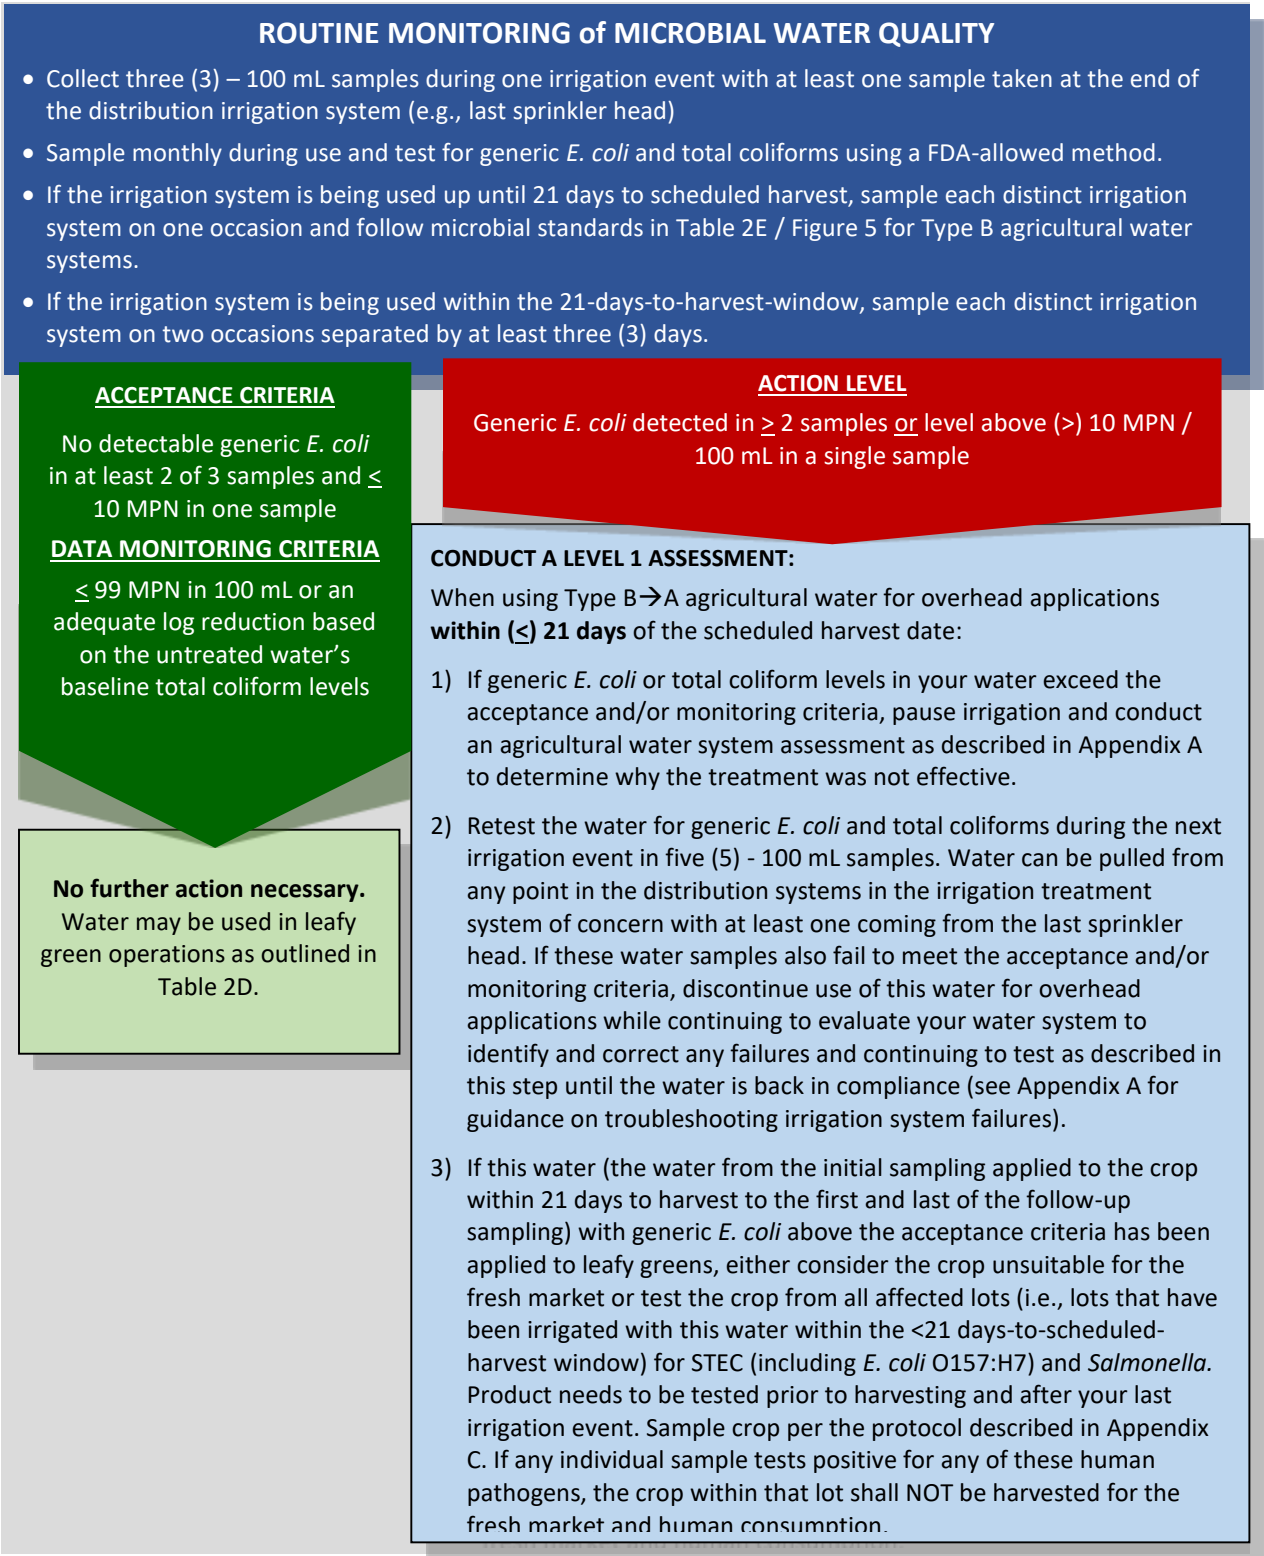 ROUTINE MONITORING of MICROBIAL WATER QUALITY
• Collect three (3) – 100 mL samples during one irrigation event with at least one sample taken at the end of
the distribution irrigation system (e.g., last sprinkler head)
• Sample monthly during use and test for generic E. coli and total coliforms using a FDA-allowed method.
• If the irrigation system is being used up until 21 days to scheduled harvest, sample each distinct irrigation
system on one occasion and follow microbial standards in Table 2E / Figure 5 for Type B agricultural water
systems.
• If the irrigation system is being used within the 21-days-to-harvest-window, sample each distinct irrigation
system on two occasions separated by at least three (3) days.
ACCEPTANCE CRITERIA
No detectable generic E. coli
in at least 2 of 3 samples and <
10 MPN in one sample
DATA MONITORING CRITERIA
< 99 MPN in 100 mL or an
adequate log reduction based
on the untreated water’s
baseline total coliform levels
No further action necessary.
Water may be used in leafy
green operations as outlined in
Table 2D.
ACTION LEVEL
Generic E. coli detected in > 2 samples or level above (>) 10 MPN /
100 mL in a single sample
CONDUCT A LEVEL 1 ASSESSMENT:
When using Type B→A agricultural water for overhead applications
within (<) 21 days of the scheduled harvest date:
1) If generic E. coli or total coliform levels in your water exceed the
acceptance and/or monitoring criteria, pause irrigation and conduct
an agricultural water system assessment as described in Appendix A
to determine why the treatment was not effective.
2) Retest the water for generic E. coli and total coliforms during the next
irrigation event in five (5) - 100 mL samples. Water can be pulled from
any point in the distribution systems in the irrigation treatment
system of concern with at least one coming from the last sprinkler
head. If these water samples also fail to meet the acceptance and/or
monitoring criteria, discontinue use of this water for overhead
applications while continuing to evaluate your water system to
identify and correct any failures and continuing to test as described in
this step until the water is back in compliance (see Appendix A for
guidance on troubleshooting irrigation system failures).
3) If this water (the water from the initial sampling applied to the crop
within 21 days to harvest to the first and last of the follow-up
sampling) with generic E. coli above the acceptance criteria has been
applied to leafy greens, either consider the crop unsuitable for the
fresh market or test the crop from all affected lots (i.e., lots that have
been irrigated with this water within the <21 days-to-scheduled-
harvest window) for STEC (including E. coli O157:H7) and Salmonella.
Product needs to be tested prior to harvesting and after your last
irrigation event. Sample crop per the protocol described in Appendix
C. If any individual sample tests positive for any of these human
pathogens, the crop within that lot shall NOT be harvested for the
fresh market and human consumption.